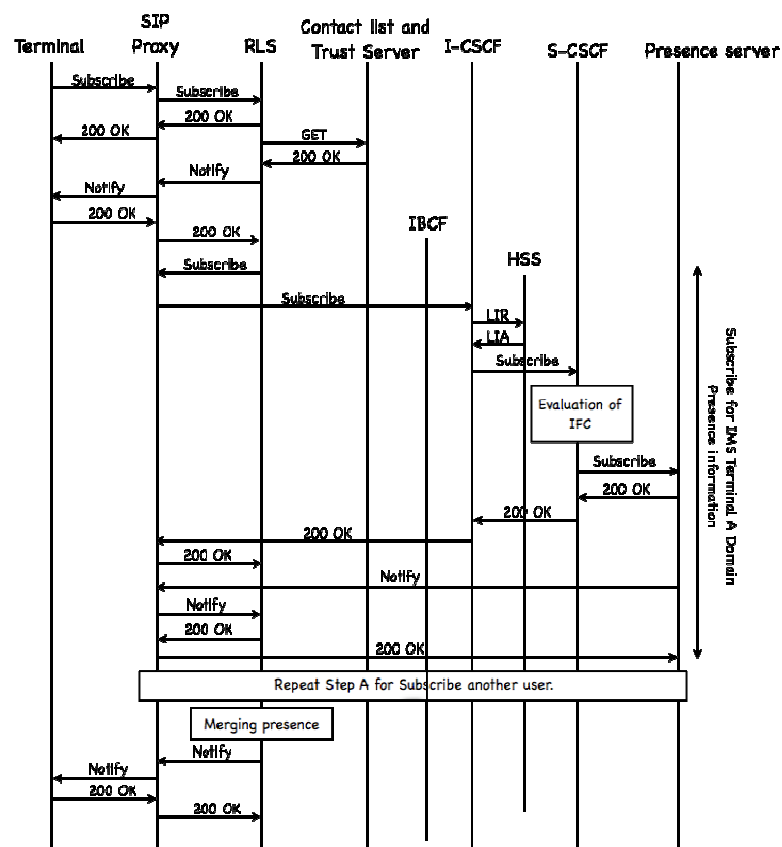 SIP
Contact list and
Terminal Proxy RLS Trust Server I-CSCF S-CSCF Presence server
Subscribe
Subscribe
200 OK
200 OK
GET
200 OK
Notify
Notify
200 OK
IBCF
200 OK
HSS
Subscribe
Subscribe
LIR
LIA
Subscribe
Evaluation of
IFC
Subscribe
200 OK
200 OK
200 OK
200 OK
Notify
Notify
200 OK
200 OK
Subscribe for IMS Terminal A Domain
Presence information
Repeat Step A for Subscribe another user.
Merging presence
Notify
Notify
200 OK
200 OK